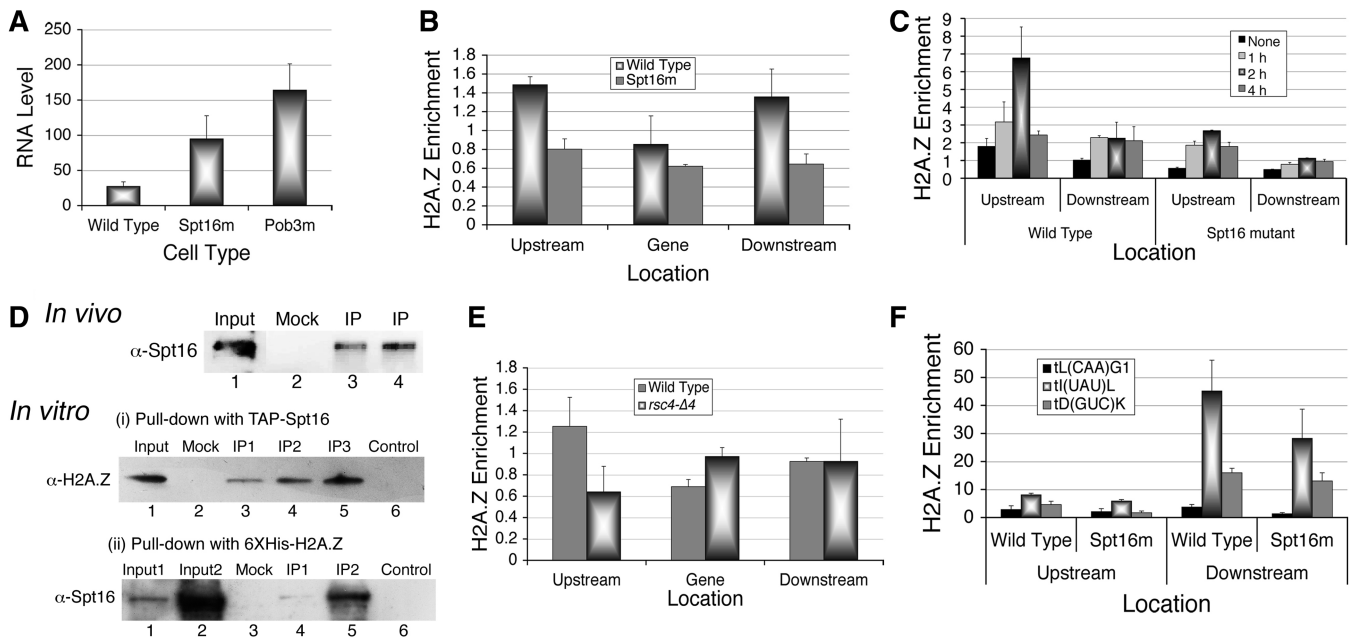 A
RNA Level
250
200
150
100
50
0
Wild Type Spt16m Pob3m
Cell Type
B
H2A.Z Enrichment
1.8
1.6
1.4
1.2
1
0.8
0.6
0.4
0.2
0
Wild Type
Spt16m
Upstream Gene Downstream
Location
C
H2A.Z Enrichment
9
8
7
6
5
4
3
2
1
0
None
1 h
2 h
4 h
Upstream Downstream Upstream Downstream
Wild Type Spt16 mutant
Location
D In vivo
Input Mock IP IP
α-Spt16
1 2 3 4
In vitro
(i) Pull-down with TAP-Spt16
Input Mock IP1 IP2 IP3 Control
α-H2A.Z
1 2 3 4 5 6
(ii) Pull-down with 6XHis-H2A.Z
Input1 Input2 Mock IP1 IP2 Control
α-Spt16
1 2 3 4 5 6
E
H2A.Z Enrichment
1.8
1.6
1.4
1.2
1
0.8
0.6
0.4
0.2
0
Wild Type
rsc4-Δ4
Upstream Gene Downstream
Location
F
H2A.Z Enrichment
60
50
40
30
20
10
0
tL(CAA)G1
tI(UAU)L
tD(GUC)K
Wild Type Spt16m Wild Type Spt16m
Upstream Downstream
Location